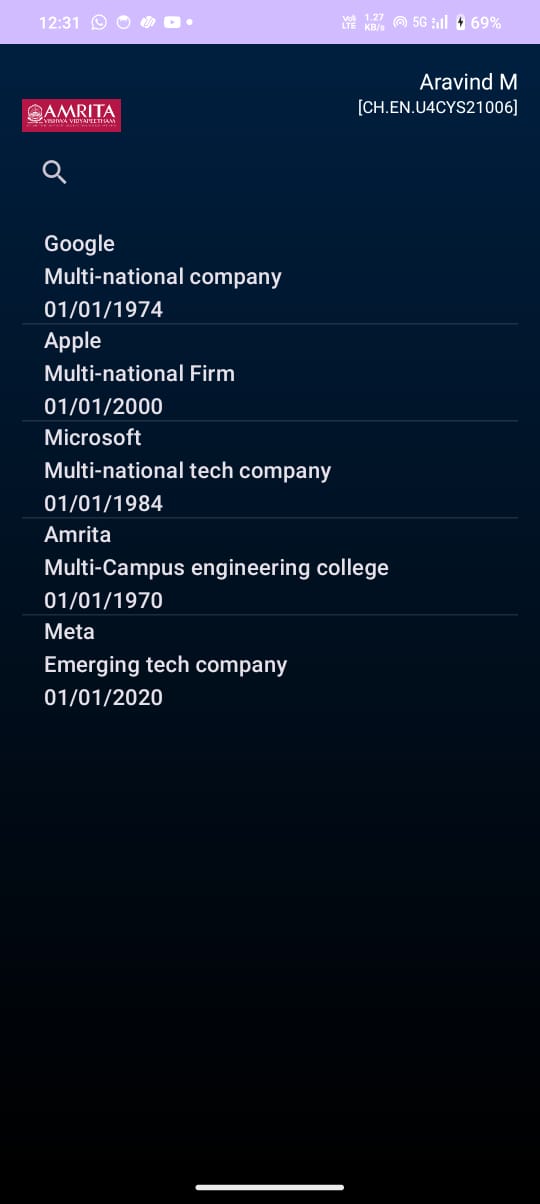 12:31
Vo) LTE 1.27 KB/s 5G 69%
Aravind M
[CH.EN.U4CYS21006]
AMRITA
VISHWA VIDYAPEETHAM
Google
Multi-national company
01/01/1974
Apple
Multi-national Firm
01/01/2000
Microsoft
Multi-national tech company
01/01/1984
Amrita
Multi-Campus engineering college
01/01/1970
Meta
Emerging tech company
01/01/2020